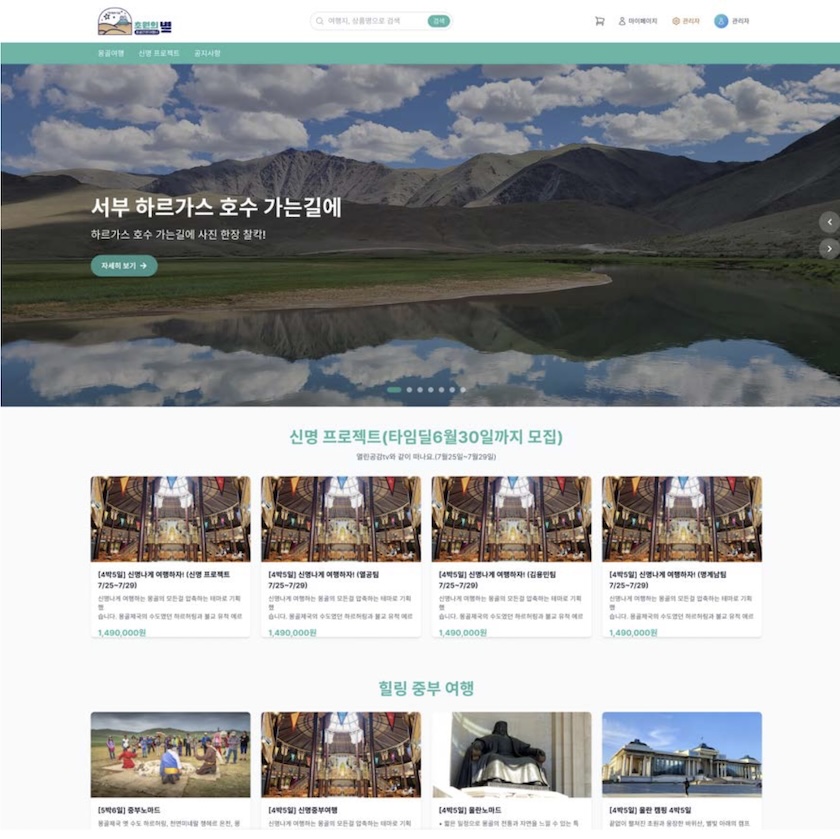 초원의 별
여행지, 상품명으로 검색
검색
마이페이지
관리자
관리자
몽골여행
신명 프로젝트
공지사항
서부 하르가스 호수 가는길에
하르가스 호수 가는길에 사진 한장 찰칵!
자세히 보기 →
신명 프로젝트(타임딜6월30일까지 모집)
열린공감tv와 같이 떠나요.(7월25일~7월29일)
[4박5일] 신명나게 여행하자! (신명 프로젝트
7/25~7/29)
신명나게 여행하는 몽골의 모든걸 압축하는 테마로 기획
했
습니다. 몽골제국의 수도였던 하르허림과 불교 유적 에르
1,490,000원
[4박5일] 신명나게 여행하자! (열공팀
7/25~7/29)
신명나게 여행하는 몽골의 모든걸 압축하는 테마로 기획
했
습니다. 몽골제국의 수도였던 하르허림과 불교 유적 에르
1,490,000원
[4박5일] 신명나게 여행하자! (김용민팀
7/25~7/29)
신명나게 여행하는 몽골의 모든걸 압축하는 테마로 기획
했
습니다. 몽골제국의 수도였던 하르허림과 불교 유적 에르
1,490,000원
[4박5일] 신명나게 여행하자! (명계남팀
7/25~7/29)
신명나게 여행하는 몽골의 모든걸 압축하는 테마로 기획
했
습니다. 몽골제국의 수도였던 하르허림과 불교 유적 에르
1,490,000원
힐링 중부 여행
[5박6일] 중부노마드
몽골제국 옛 수도 하르허림, 천연미네랄 쳉헤르 온천, 몽
[4박5일] 신명중부여행
신명나게 여행하는 몽골의 모든걸 압축하는 테마로 기획
[4박5일] 울란노마드
• 짧은 일정으로 몽골의 전통과 자연을 느낄 수 있는 특
[4박5일] 울란 캠핑 4박5일
끝없이 펼쳐진 초원과 웅장한 바위산, 별빛 아래의 캠프